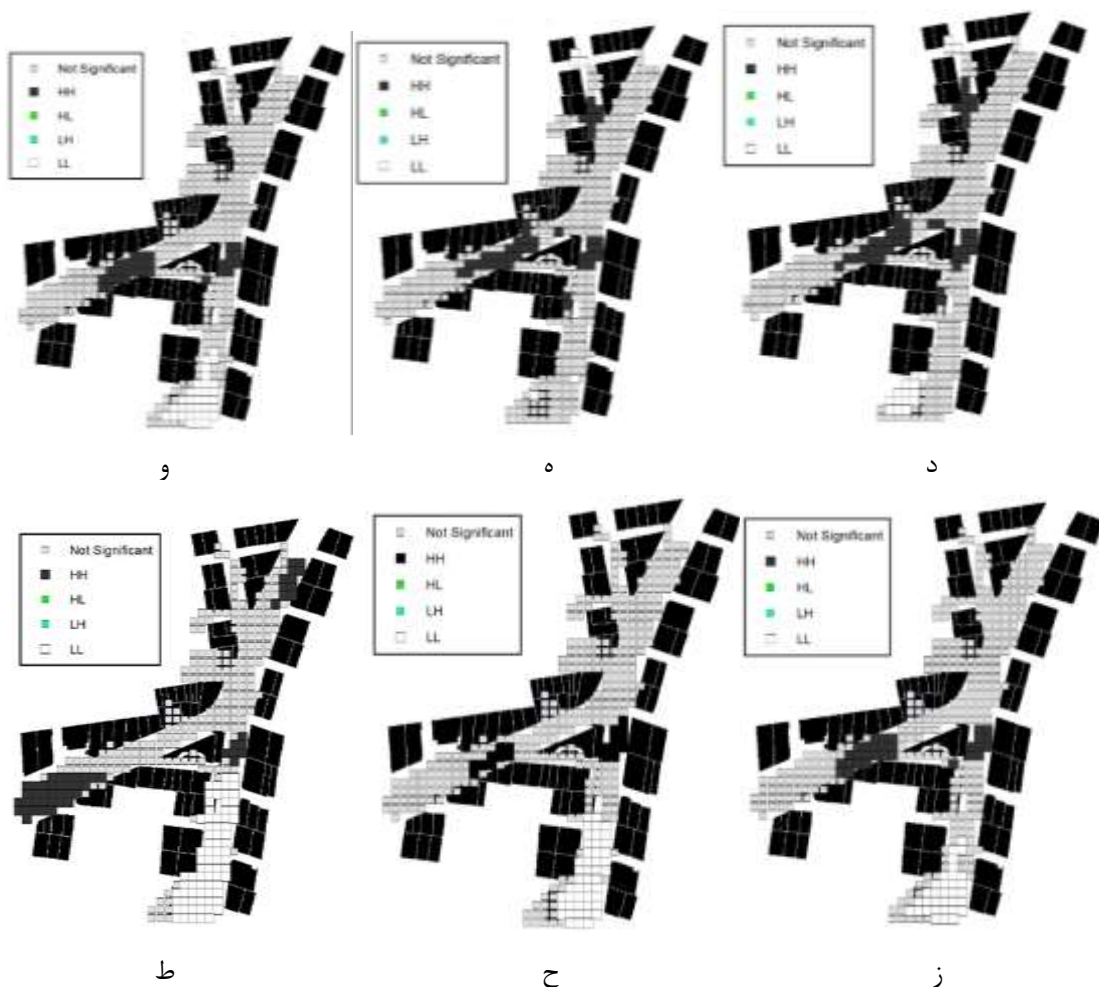 Not Significant
HH
HL
LH
LL
Not Significant
HH
HL
LH
LL
Not Significant
HH
HL
LH
LL
د
ه
و
Not Significant
HH
HL
LH
LL
Not Significant
HH
HL
LH
LL
Not Significant
HH
HL
LH
LL
ز
ح
ط